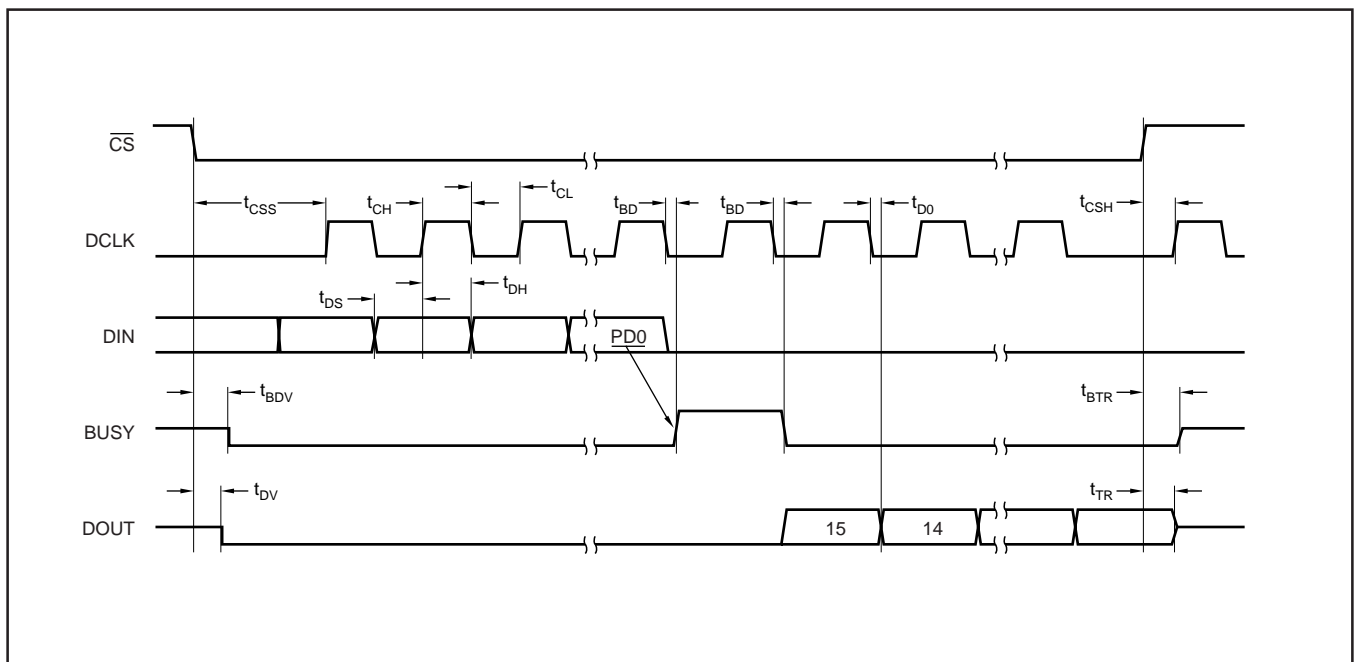 CS
tCSS
tCH
tCL
tBD
tBD
tD0
tCSH
DCLK
tDS
tDH
DIN
PD0
tBDV
tBTR
BUSY
tDV
tTR
DOUT
15
14